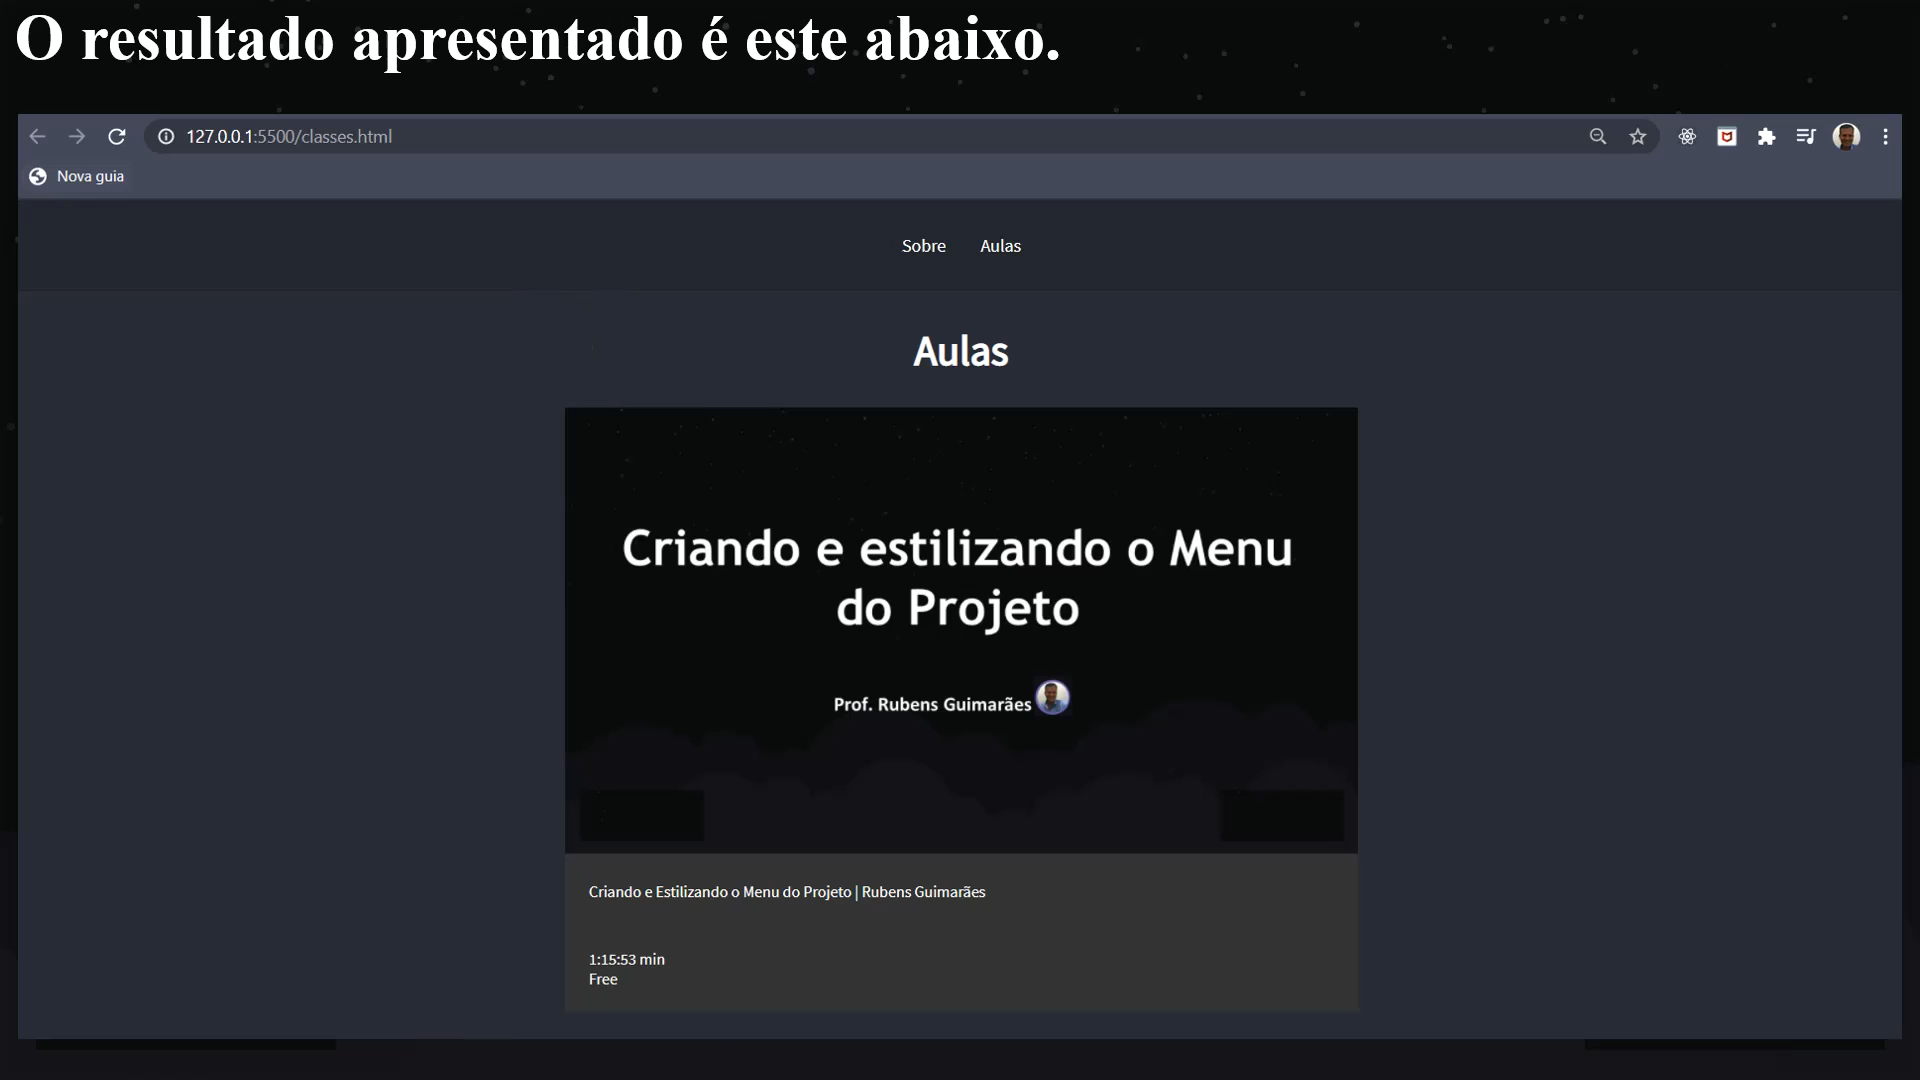 O resultado apresentado é este abaixo.
127.0.0.1:5500/classes.html
Nova guia
Sobre Aulas
Aulas
Criando e estilizando o Menu
do Projeto
Prof. Rubens Guimarães
Criando e Estilizando o Menu do Projeto | Rubens Guimarães
1:15:53 min
Free